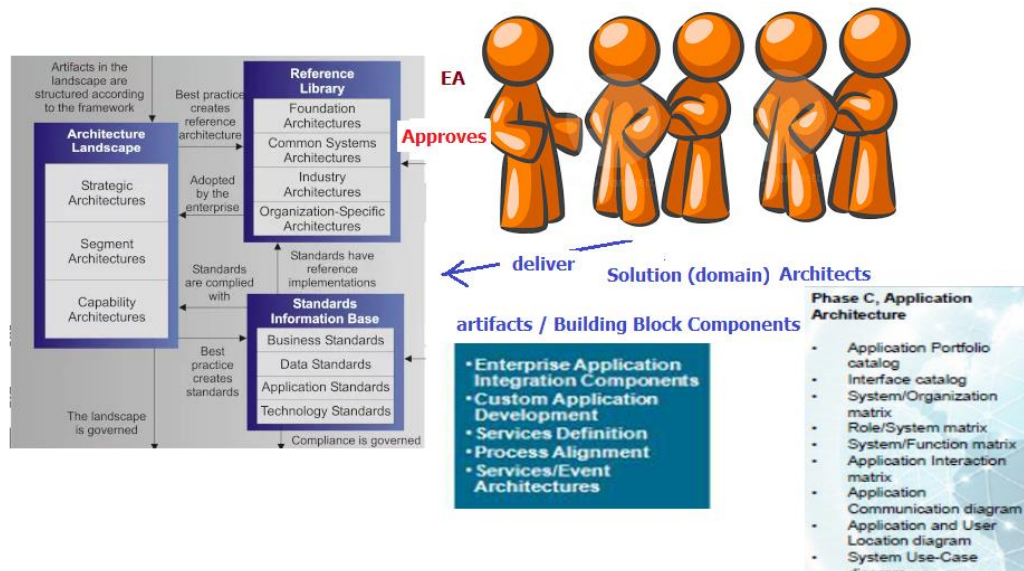 Artifacts in the
landscape are
structured according
to the framework
Best practice
creates
reference
architecture
Reference
Library
Foundation
Architectures
Common Systems
Architectures
Industry
Architectures
Organization-Specific
Architectures
Architecture
Landscape
Strategic
Architectures
Segment
Architectures
Capability
Architectures
Adopted
by the
enterprise
Standards
are complied
with
Standards have
reference
implementations
Standards
Information Base
Business Standards
Data Standards
Application Standards
Technology Standards
Best
practice
creates
standards
The landscape
is governed
Compliance is governed
EA
Approves
deliver
Solution (domain) Architects
artifacts / Building Block Components
• Enterprise Application
Integration Components
• Custom Application
Development
• Services Definition
• Process Alignment
• Services/Event
Architectures
Phase C, Application
Architecture
• Application Portfolio
catalog
• Interface catalog
• System/Organization
matrix
• Role/System matrix
• System/Function matrix
• Application Interaction
matrix
• Application
Communication diagram
• Application and User
Location diagram
• System Use-Case